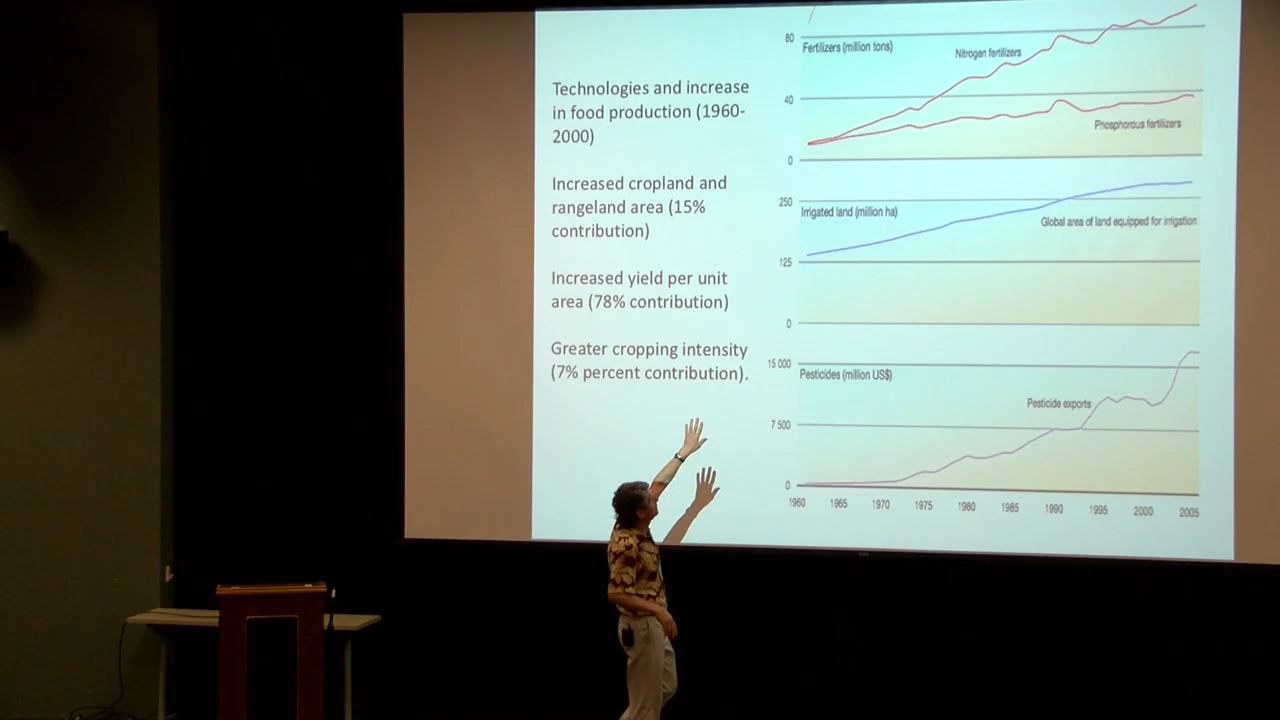 Technologies and increase
in food production (1960-
2000)
Increased cropland and
rangeland area (15%
contribution)
Increased yield per unit
area (78% contribution)
Greater cropping intensity
(7% percent contribution).
80
Fertilizers (million tons)
Nitrogen fertilizers
40
Phosphorous fertilizers
0
250
Irrigated land (million ha)
Global area of land equipped for irrigation
125
0
15 000
Pesticides (million US$)
Pesticide exports
7 500
0
1960 1965 1970 1975 1980 1985 1990 1995 2000 2005